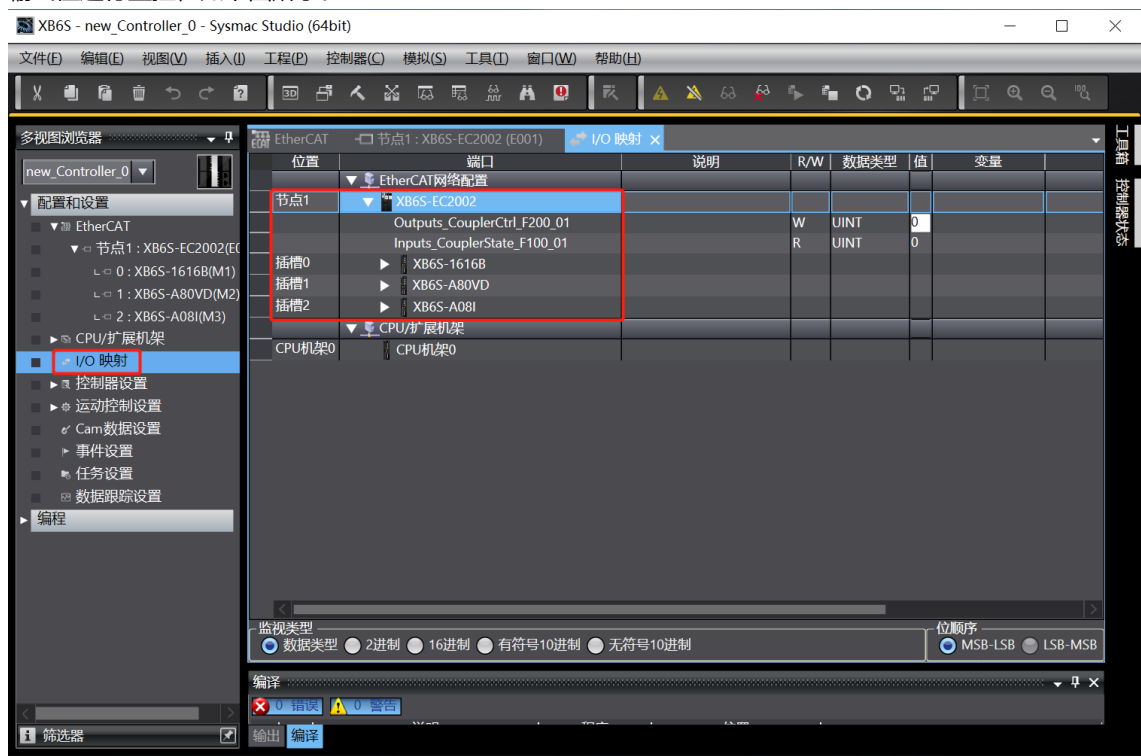 XB6S - new_Controller_0 - Sysmac Studio (64bit)
文件(F) 编辑(E) 视图(V) 插入(I) 工程(P) 控制器(C) 模拟(S) 工具(T) 窗口(W) 帮助(H)
多视图浏览器
new_Controller_0
配置和设置
EtherCAT
节点1 : XB6S-EC2002(E0
0 : XB6S-1616B(M1)
1 : XB6S-A80VD(M2)
2 : XB6S-A08I(M3)
CPU/扩展机架
I/O 映射
控制器设置
运动控制设置
Cam数据设置
事件设置
任务设置
数据跟踪设置
编程
筛选器
EtherCAT 节点1 : XB6S-EC2002 (E001) I/O 映射
位置 端口 说明 R/W 数据类型 值 变量
EtherCAT网络配置
节点1 XB6S-EC2002
Outputs_CouplerCtrl_F200_01 W UINT 0
Inputs_CouplerState_F100_01 R UINT 0
插槽0 XB6S-1616B
插槽1 XB6S-A80VD
插槽2 XB6S-A08I
CPU/扩展机架
CPU机架0 CPU机架0
监视类型 位顺序
数据类型 2进制 16进制 有符号10进制 无符号10进制 MSB-LSB LSB-MSB
编译
0 错误 0 警告
输出 编译
工具箱
控制器状态